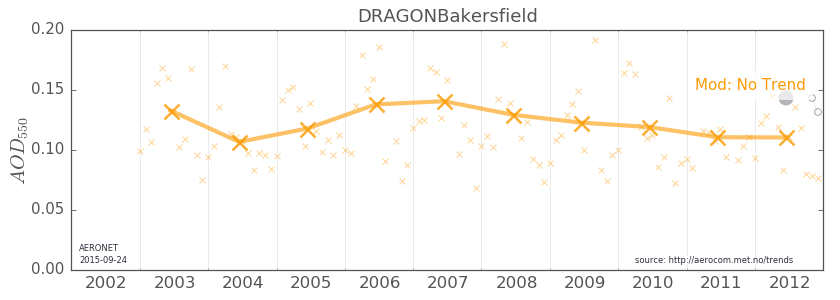 DRAGONBakersfield
0.20
0.15
0.10
0.05
0.00
AOD550
Mod: No Trend
AERONET
2015-09-24
source: http://aerocom.met.no/trends
2002 2003 2004 2005 2006 2007 2008 2009 2010 2011 2012